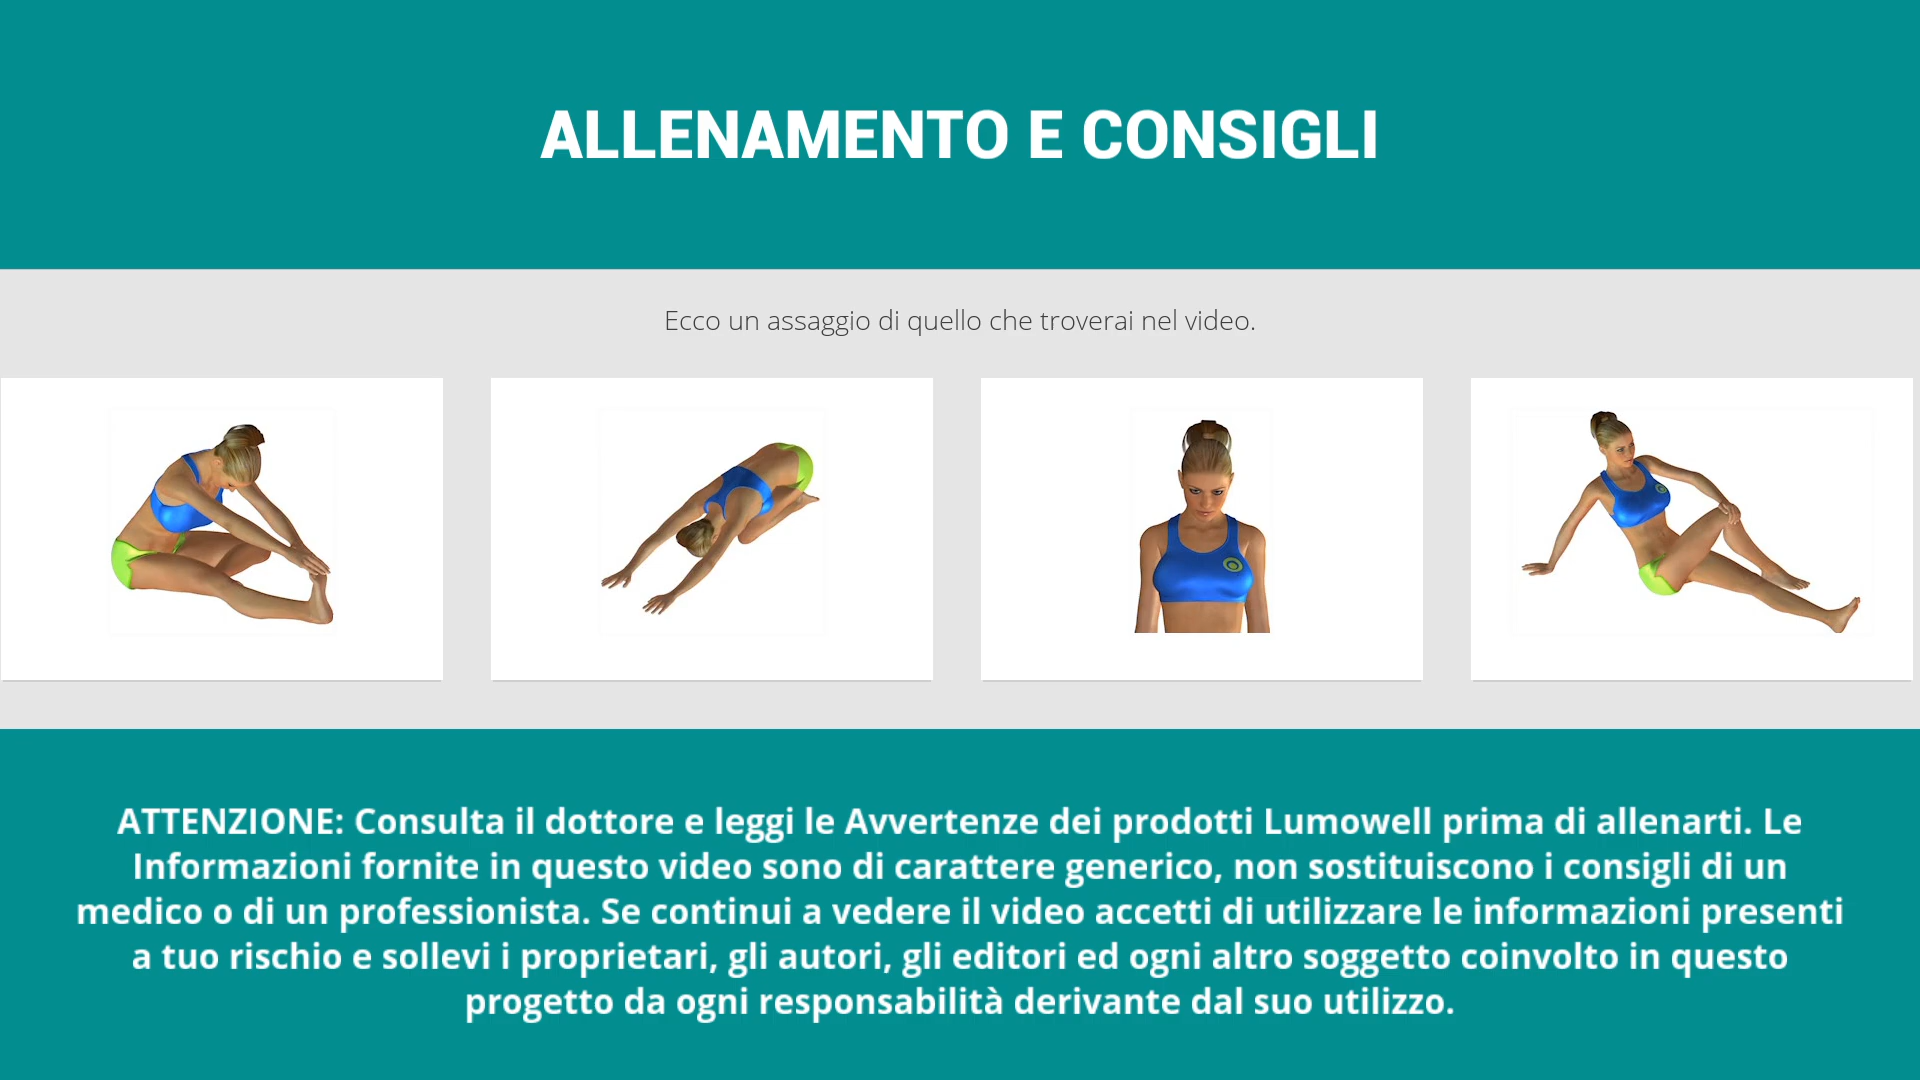 ALLENAMENTO E CONSIGLI
Ecco un assaggio di quello che troverai nel video.
ATTENZIONE: Consulta il dottore e leggi le Avvertenze dei prodotti Lumowell prima di allenarti. Le
Informazioni fornite in questo video sono di carattere generico, non sostituiscono i consigli di un
medico o di un professionista. Se continui a vedere il video accetti di utilizzare le informazioni presenti
a tuo rischio e sollevi i proprietari, gli autori, gli editori ed ogni altro soggetto coinvolto in questo
progetto da ogni responsabilità derivante dal suo utilizzo.